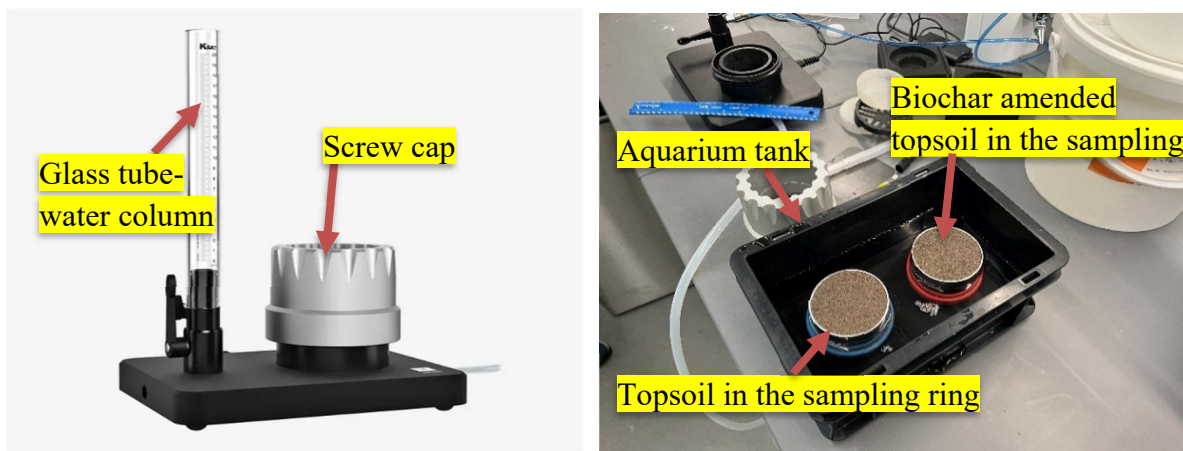 KSAT
Glass tube-
water column
Screw cap
Biochar amended
topsoil in the sampling
Aquarium tank
Topsoil in the sampling ring